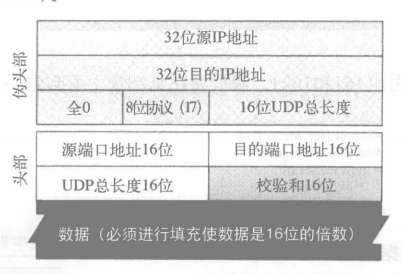 伪头部
32位源IP地址
32位目的IP地址
全0 8位协议（17） 16位UDP总长度
头部
源端口地址16位 目的端口地址16位
UDP总长度16位 校验和16位
数据（必须进行填充使数据是16位的倍数）